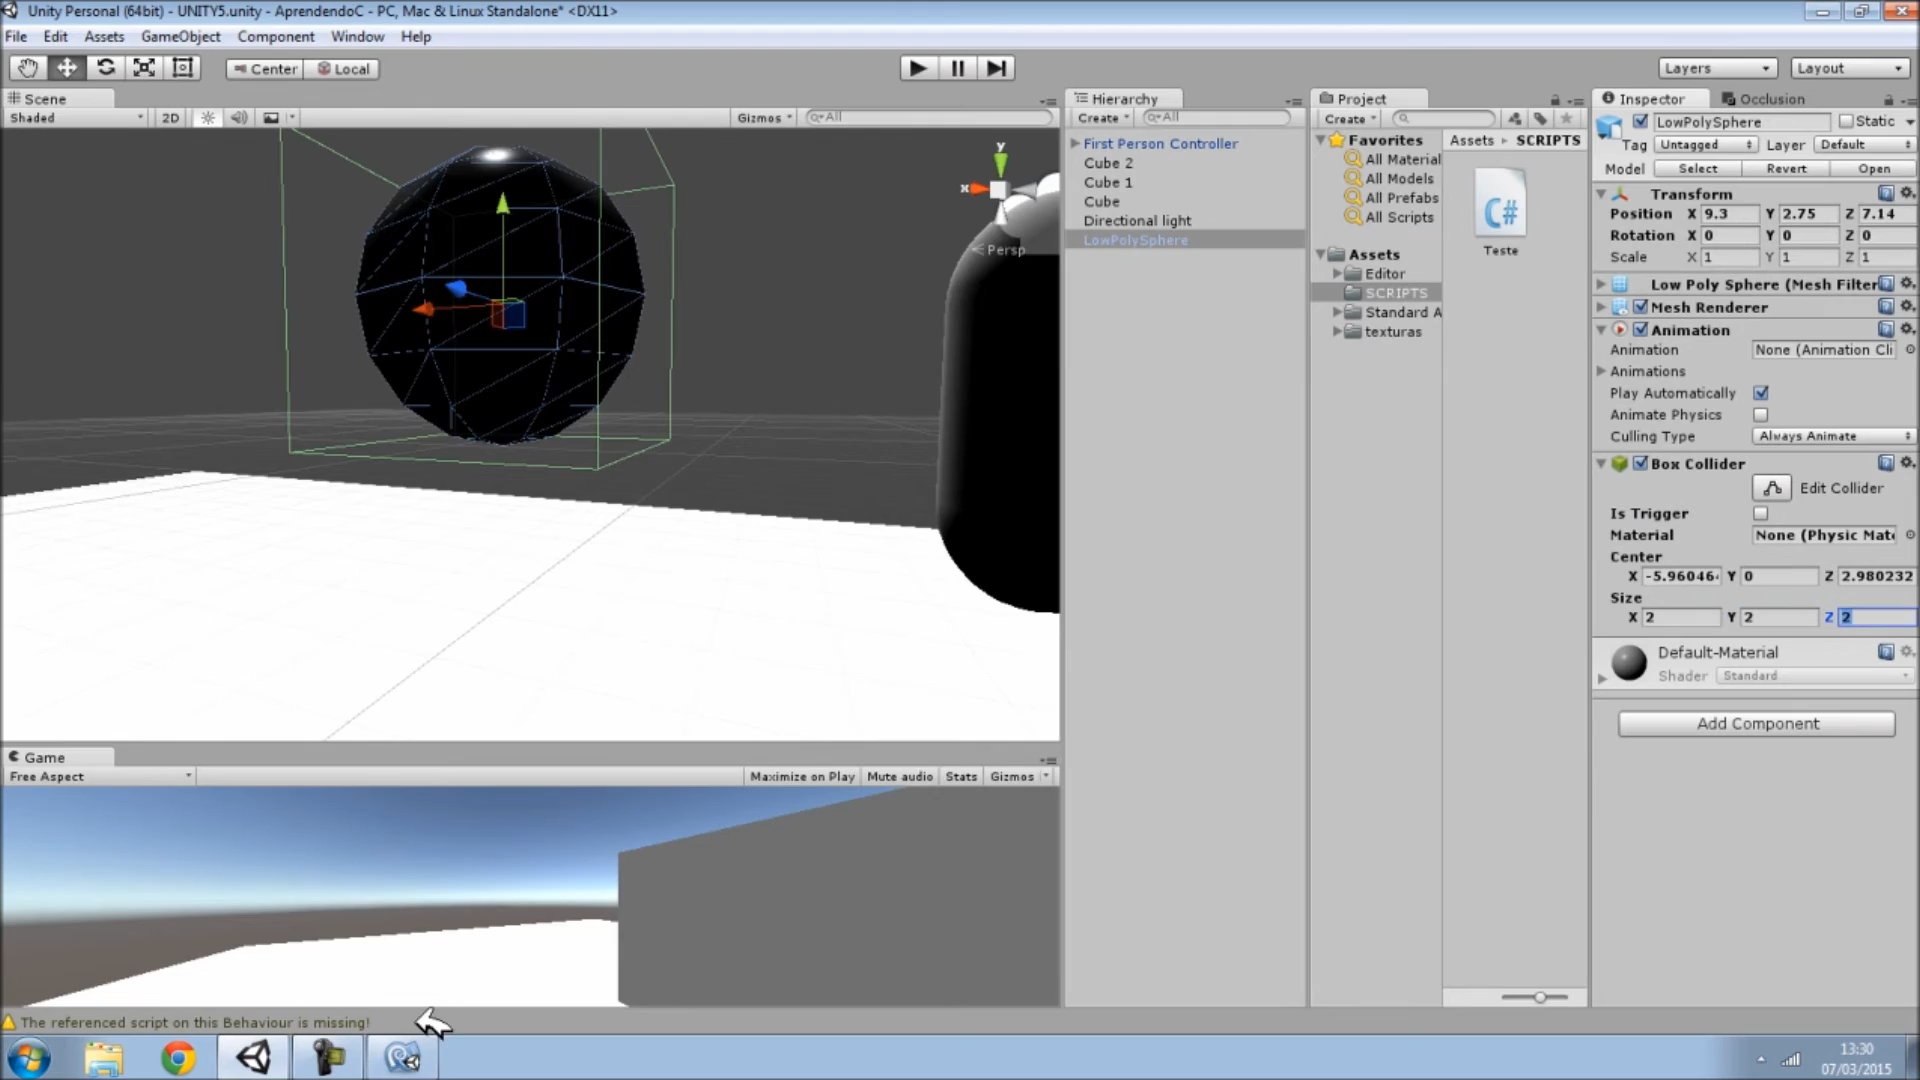 Unity Personal (64bit) - UNITY5.unity - AprendendoC - PC, Mac & Linux Standalone* <DX11>
File Edit Assets GameObject Component Window Help
Center Local
Layers Layout
Scene
Shaded 2D Gizmos All
y
x
Persp
Hierarchy
Create All
First Person Controller
Cube 2
Cube 1
Cube
Directional light
LowPolySphere
Project
Create
Favorites
All Material
All Models
All Prefabs
All Scripts
Assets
Editor
SCRIPTS
Standard A
texturas
Assets SCRIPTS
C#
Teste
Inspector Occlusion
LowPolySphere Static
Tag Untagged Layer Default
Model Select Revert Open
Transform
Position X 9.3 Y 2.75 Z 7.14
Rotation X 0 Y 0 Z 0
Scale X 1 Y 1 Z 1
Low Poly Sphere (Mesh Filter
Mesh Renderer
Animation
Animation None (Animation Cli
Animations
Play Automatically
Animate Physics
Culling Type Always Animate
Box Collider
Edit Collider
Is Trigger
Material None (Physic Mate
Center
X -5.96046 Y 0 Z 2.980232
Size
X 2 Y 2 Z 2
Default-Material
Shader Standard
Add Component
Game
Free Aspect Maximize on Play Mute audio Stats Gizmos
The referenced script on this Behaviour is missing!
13:30
07/03/2015